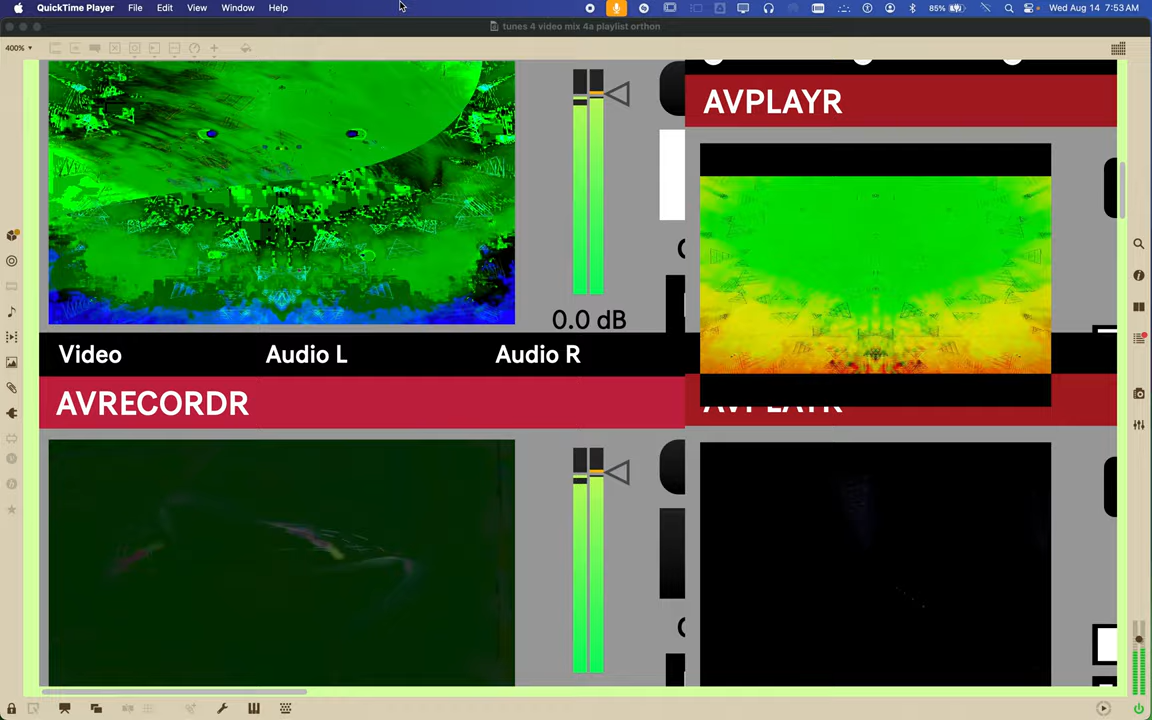 QuickTime Player File Edit View Window Help 85% Wed Aug 14 7:53 AM
tunes 4 video mix 4a playlist orthon
400%
AVPLAYR
0.0 dB
Video Audio L Audio R
AVRECORDR
AVPLAYR